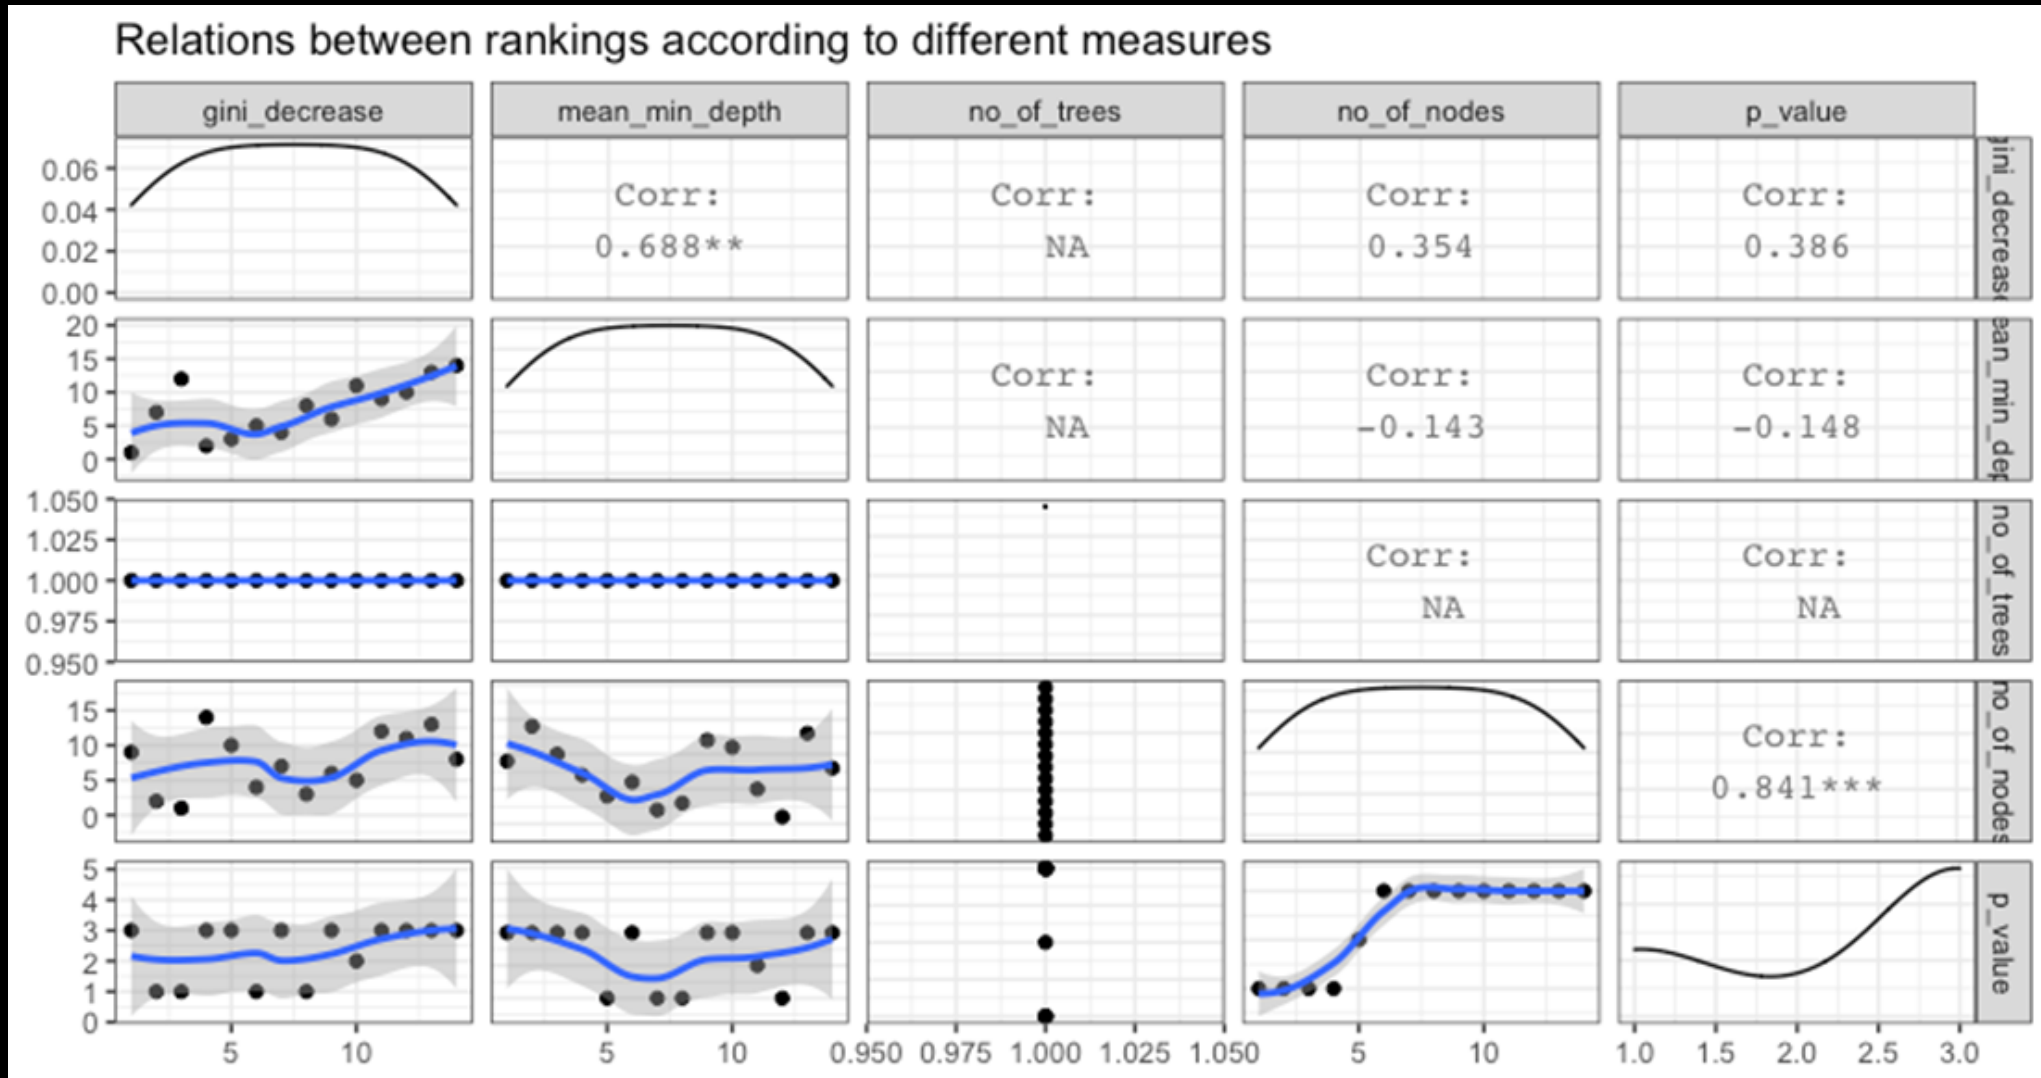 Relations between rankings according to different measures
gini_decrease mean_min_depth no_of_trees no_of_nodes p_value
0.06
0.04
0.02
0.00
Corr:
0.688**
Corr:
NA
Corr:
0.354
Corr:
0.386
jini_decrease
20
15
10
5
0
Corr:
NA
Corr:
-0.143
Corr:
-0.148
ean_min_dep
1.050
1.025
1.000
0.975
0.950
Corr:
NA
Corr:
NA
no_of_trees
15
10
5
0
Corr:
0.841***
no_of_nodes
5
4
3
2
1
0
p_value
5 10
5 10
0.950 0.975 1.000 1.025 1.050
5 10
1.0 1.5 2.0 2.5 3.0